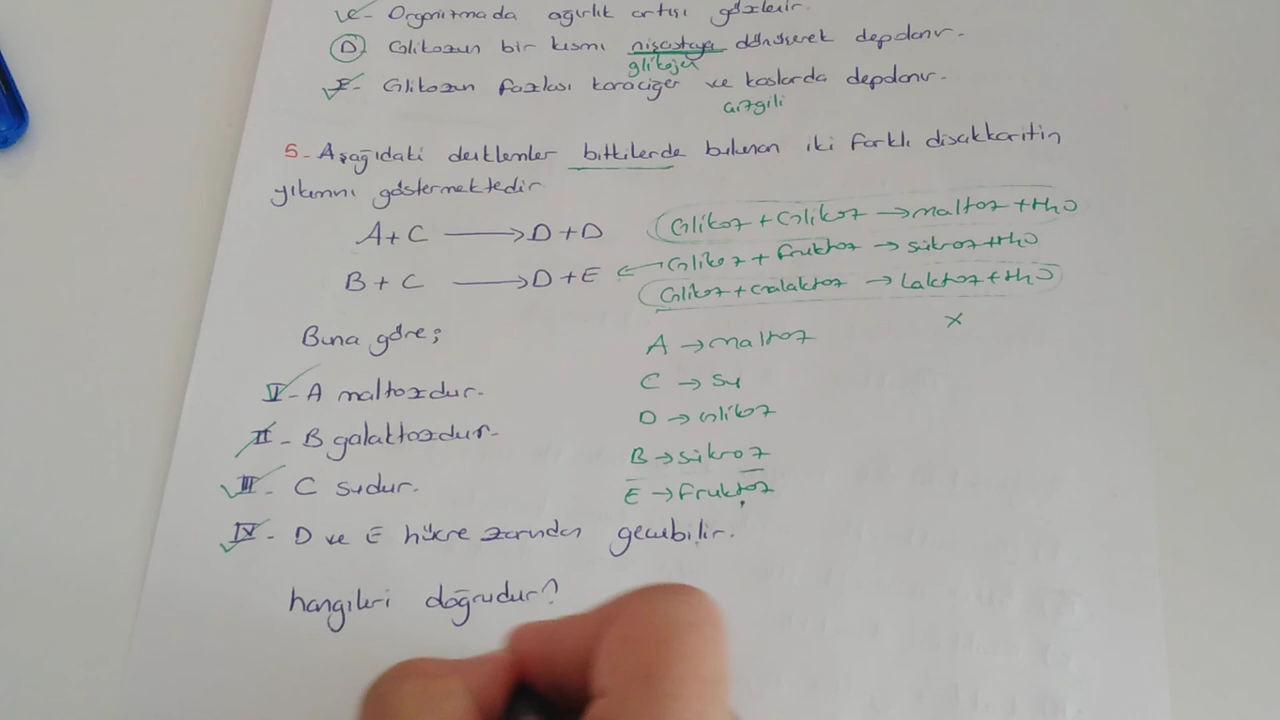 C- Organizmada ağırlık artışı gözlenir.
D Glikozun bir kısmı nişastaya dönüşerek depolanır.
glikojen
E- Glikozun fazlası karaciğer ve kaslarda depolanır.
çizgili
5- Aşağıdaki denklemler bitkilerde bulunan iki farklı disakkaritin
yıkımını göstermektedir.
A+C → D+D
Glikoz + Glikoz → maltoz + H2O
B+C → D+E
← Glikoz + fruktoz → sükroz + H2O
Glikoz + Galaktoz → Laktoz + H2O
x
Buna göre;
A → maltoz
I- A maltozdur.
C → su
D → Glikoz
II- B galaktozdur.
B → sükroz
III- C sudur.
E → Fruktoz
IV- D ve E hücre zarından geçebilir.
hangileri doğrudur?